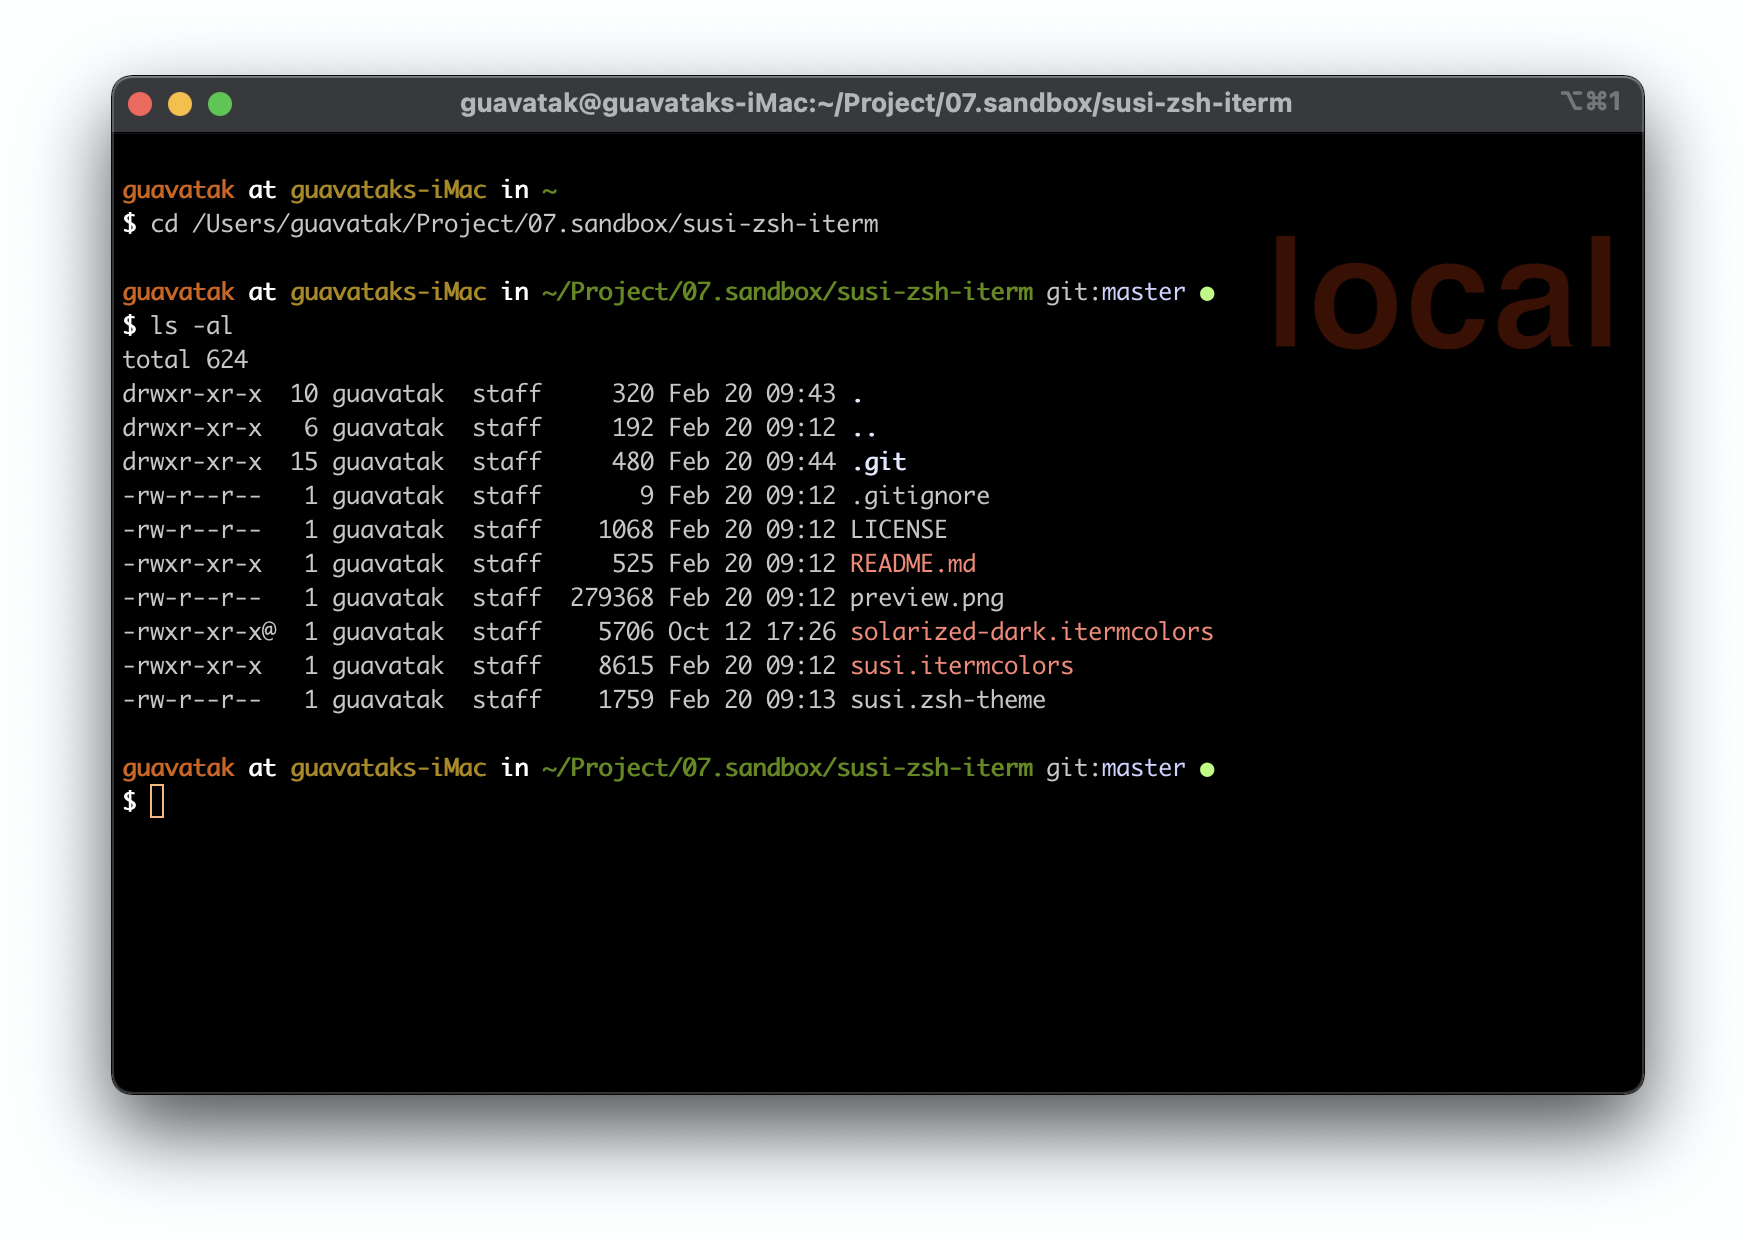 guavatak@guavataks-iMac:~/Project/07.sandbox/susi-zsh-iterm ⌥⌘1
guavatak at guavataks-iMac in ~
$ cd /Users/guavatak/Project/07.sandbox/susi-zsh-iterm
local
guavatak at guavataks-iMac in ~/Project/07.sandbox/susi-zsh-iterm git:master ●
$ ls -al
total 624
drwxr-xr-x  10 guavatak  staff     320 Feb 20 09:43 .
drwxr-xr-x   6 guavatak  staff     192 Feb 20 09:12 ..
drwxr-xr-x  15 guavatak  staff     480 Feb 20 09:44 .git
-rw-r--r--   1 guavatak  staff       9 Feb 20 09:12 .gitignore
-rw-r--r--   1 guavatak  staff    1068 Feb 20 09:12 LICENSE
-rwxr-xr-x   1 guavatak  staff     525 Feb 20 09:12 README.md
-rw-r--r--   1 guavatak  staff  279368 Feb 20 09:12 preview.png
-rwxr-xr-x@  1 guavatak  staff    5706 Oct 12 17:26 solarized-dark.itermcolors
-rwxr-xr-x   1 guavatak  staff    8615 Feb 20 09:12 susi.itermcolors
-rw-r--r--   1 guavatak  staff    1759 Feb 20 09:13 susi.zsh-theme
guavatak at guavataks-iMac in ~/Project/07.sandbox/susi-zsh-iterm git:master ●
$